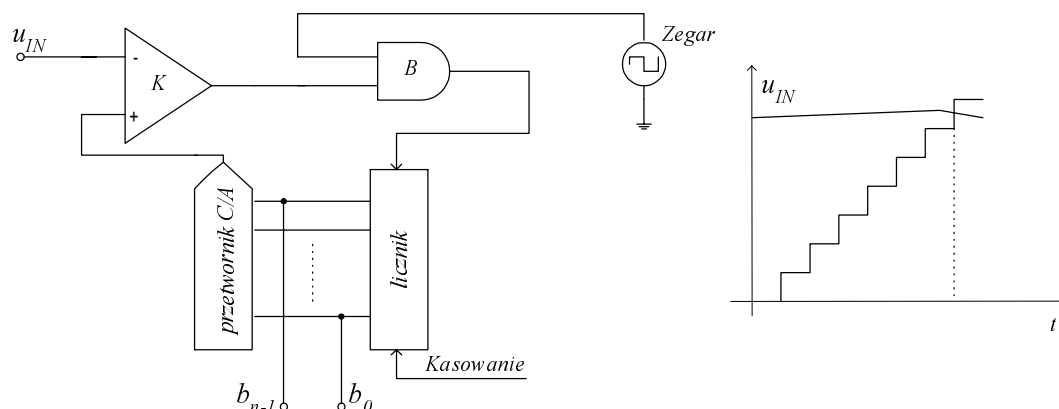 u_IN
-
K
+
B
Zegar
przetwornik C/A
licznik
Kasowanie
b_n-1
b_0
u_IN
t